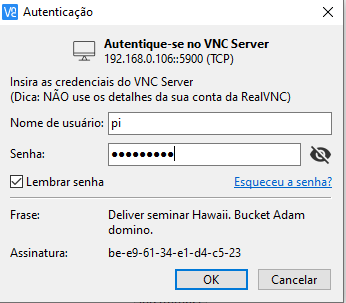 Autenticação
Autentique-se no VNC Server
192.168.0.106::5900 (TCP)
Insira as credenciais do VNC Server
(Dica: NÃO use os detalhes da sua conta da RealVNC)
Nome de usuário: pi
Senha: ●●●●●●●●●
Lembrar senha Esqueceu a senha?
Frase: Deliver seminar Hawaii. Bucket Adam
domino.
Assinatura: be-e9-61-34-e1-d4-c5-23
OK Cancelar